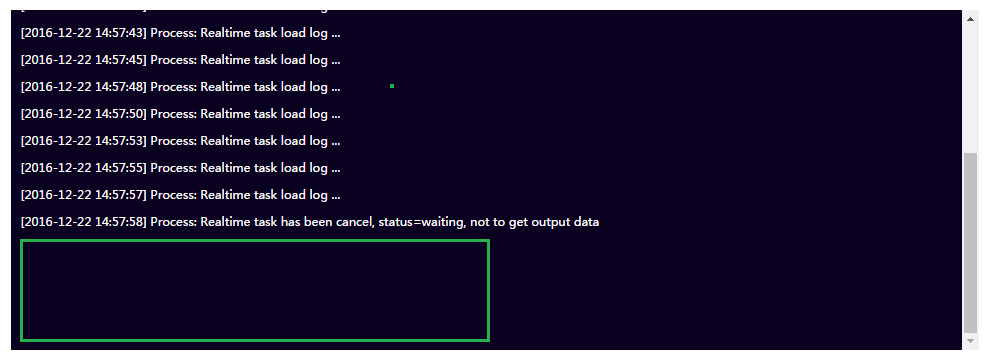 [2016-12-22 14:57:43] Process: Realtime task load log ...
[2016-12-22 14:57:45] Process: Realtime task load log ...
[2016-12-22 14:57:48] Process: Realtime task load log ...
[2016-12-22 14:57:50] Process: Realtime task load log ...
[2016-12-22 14:57:53] Process: Realtime task load log ...
[2016-12-22 14:57:55] Process: Realtime task load log ...
[2016-12-22 14:57:57] Process: Realtime task load log ...
[2016-12-22 14:57:58] Process: Realtime task has been cancel, status=waiting, not to get output data